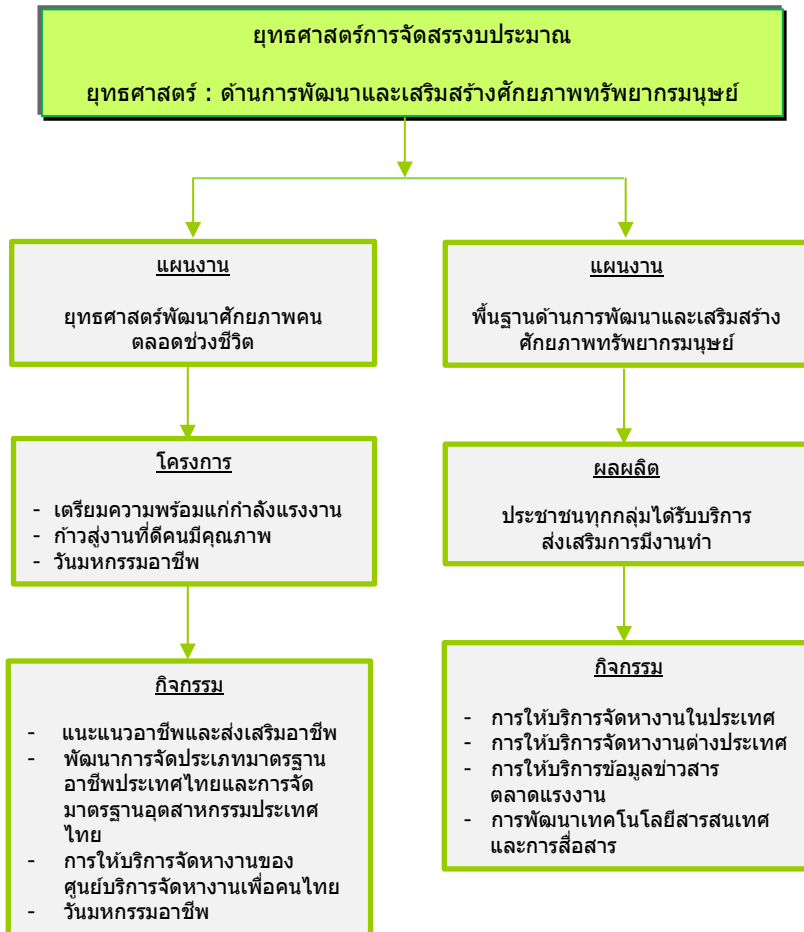 ยุทธศาสตร์การจัดสรรงบประมาณ
ยุทธศาสตร์ : ด้านการพัฒนาและเสริมสร้างศักยภาพทรัพยากรมนุษย์
แผนงาน
ยุทธศาสตร์พัฒนาศักยภาพคน
ตลอดช่วงชีวิต
โครงการ
- เตรียมความพร้อมแก่กำลังแรงงาน
- ก้าวสู่งานที่ดีคนมีคุณภาพ
- วันมหกรรมอาชีพ
กิจกรรม
- แนะแนวอาชีพและส่งเสริมอาชีพ
- พัฒนาการจัดประเภทมาตรฐาน
อาชีพประเทศไทยและการจัด
มาตรฐานอุตสาหกรรมประเทศ
ไทย
- การให้บริการจัดหางานของ
ศูนย์บริการจัดหางานเพื่อคนไทย
- วันมหกรรมอาชีพ
แผนงาน
พื้นฐานด้านการพัฒนาและเสริมสร้าง
ศักยภาพทรัพยากรมนุษย์
ผลผลิต
ประชาชนทุกกลุ่มได้รับบริการ
ส่งเสริมการมีงานทำ
กิจกรรม
- การให้บริการจัดหางานในประเทศ
- การให้บริการจัดหางานต่างประเทศ
- การให้บริการข้อมูลข่าวสาร
ตลาดแรงงาน
- การพัฒนาเทคโนโลยีสารสนเทศ
และการสื่อสาร